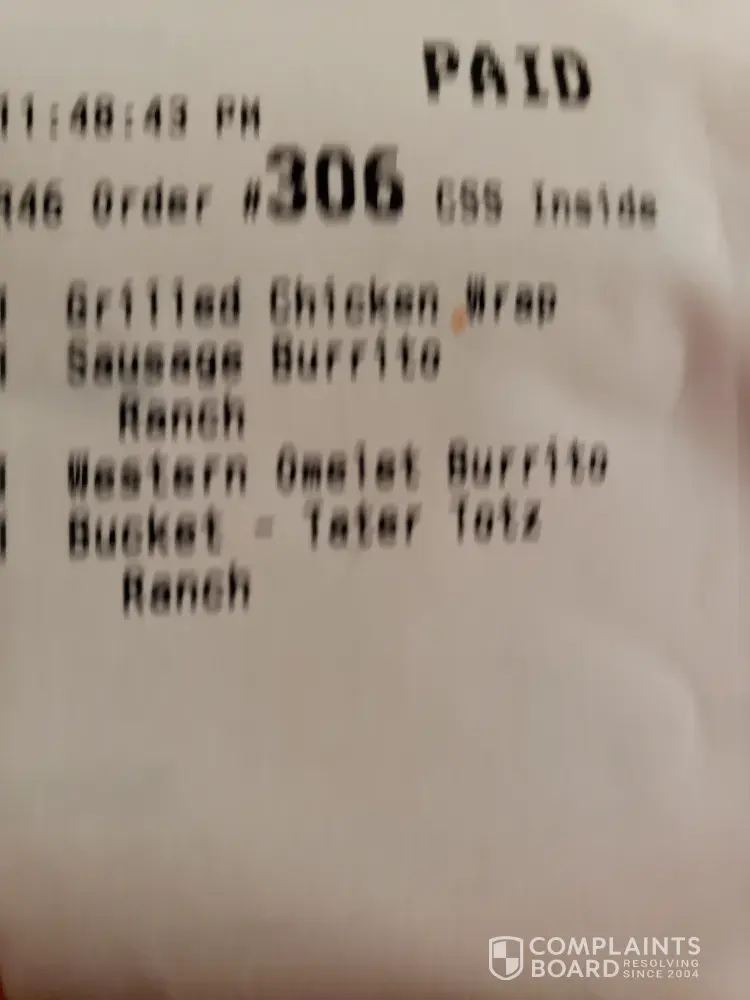 PAID
11:48:43 PM
Order #306 CSS Inside
Grilled Chicken Wrap
Sausage Burrito
Ranch
Western Omelet Burrito
Bucket - Tater Totz
Ranch
COMPLAINTS
BOARD RESOLVING
SINCE 2004